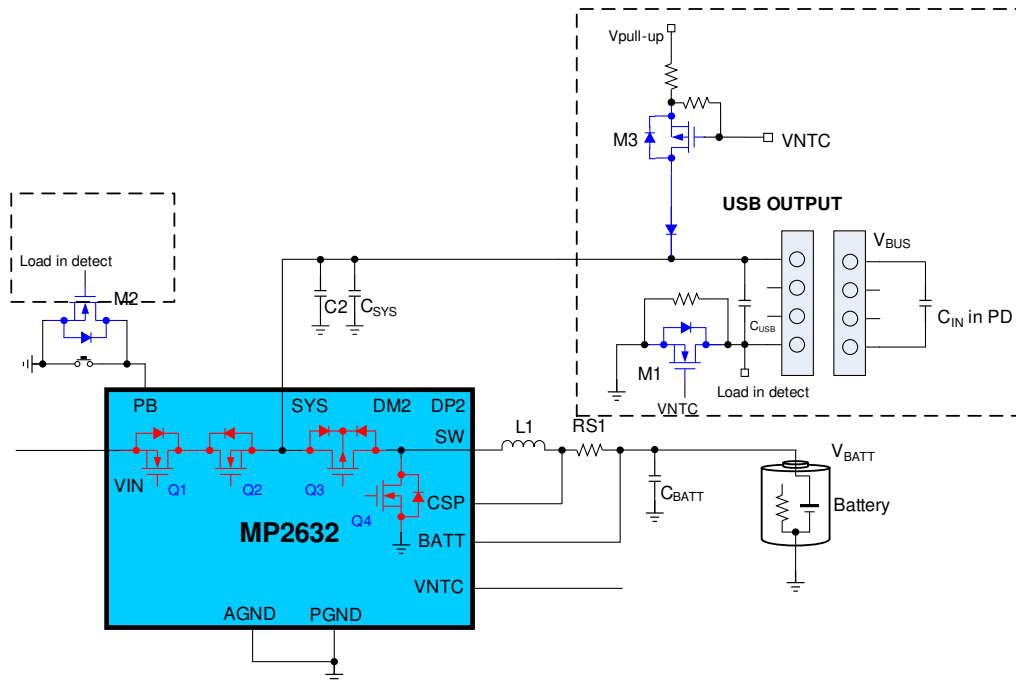 Vpull-up
M3
VNTC
USB OUTPUT
Load in detect
M2
C2
CSYS
CUSB
VBUS
CIN in PD
M1
VNTC
Load in detect
PB
SYS
DM2
DP2
SW
L1
RS1
VBATT
VIN
Q1
Q2
Q3
Q4
CSP
CBATT
Battery
MP2632
BATT
VNTC
AGND
PGND